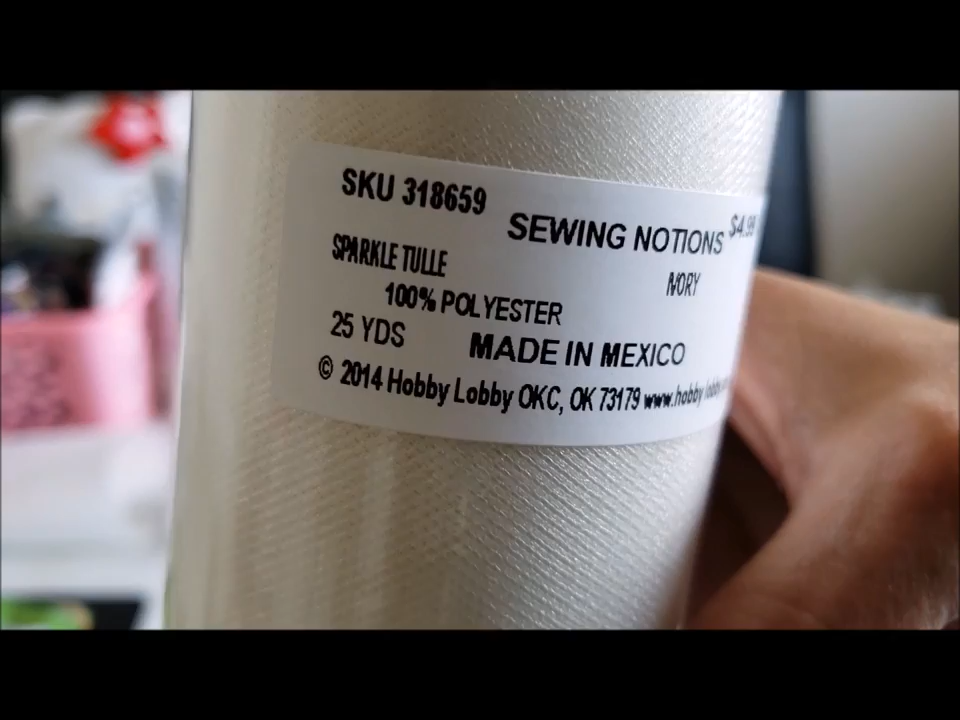 SKU 318659
SEWING NOTIONS $4.99
SPARKLE TULLE IVORY
100% POLYESTER
25 YDS MADE IN MEXICO
© 2014 Hobby Lobby OKC, OK 73179 www.hobby